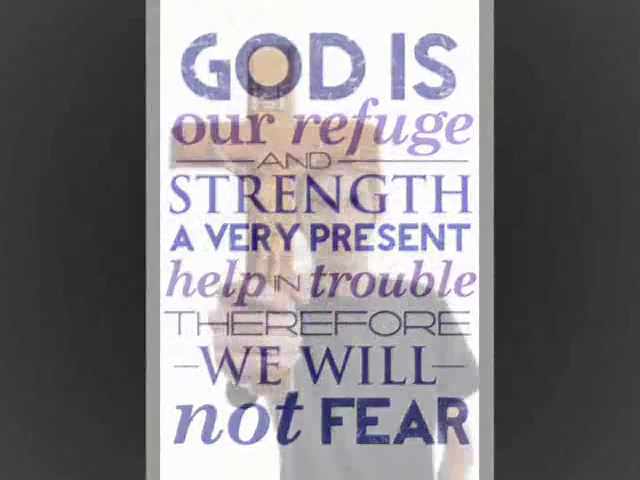 GOD IS
our refuge
AND
STRENGTH
A VERY PRESENT
help IN trouble
THEREFORE
–WE WILL–
not FEAR